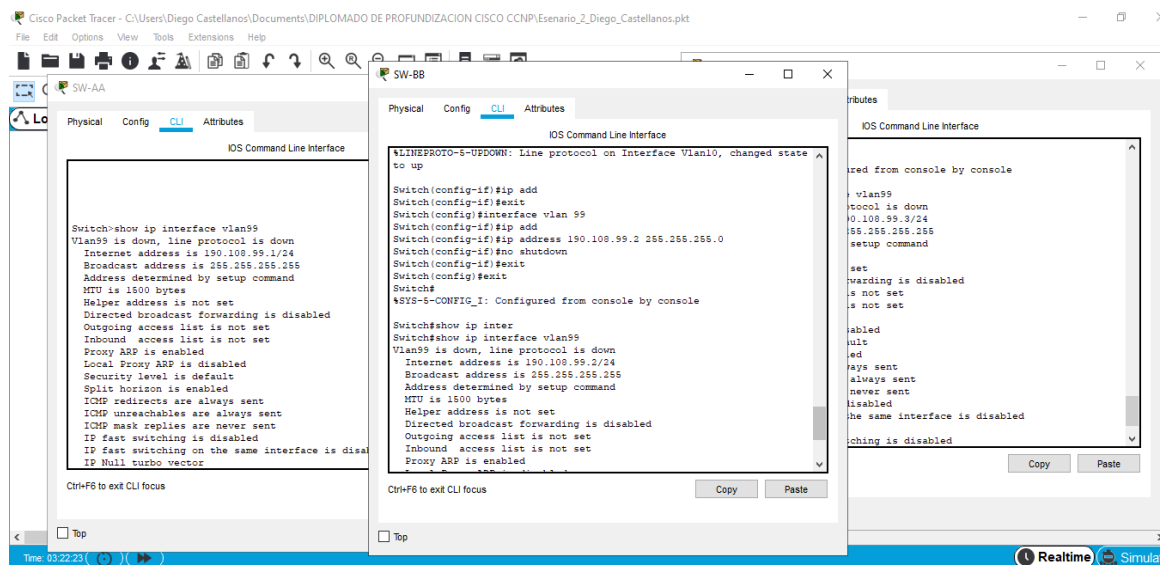 Cisco Packet Tracer - C:\Users\Diego Castellanos\Documents\DIPLOMADO DE PROFUNDIZACION CISCO CCNP\Esenario_2_Diego_Castellanos.pkt
File Edit Options View Tools Extensions Help
SW-AA
Physical Config CLI Attributes
IOS Command Line Interface
Switch>show ip interface vlan99
Vlan99 is down, line protocol is down
Internet address is 190.108.99.1/24
Broadcast address is 255.255.255.255
Address determined by setup command
MTU is 1500 bytes
Helper address is not set
Directed broadcast forwarding is disabled
Outgoing access list is not set
Inbound  access list is not set
Proxy ARP is enabled
Local Proxy ARP is disabled
Security level is default
Split horizon is enabled
ICMP redirects are always sent
ICMP unreachables are always sent
ICMP mask replies are never sent
IP fast switching is disabled
IP fast switching on the same interface is disal
IP Null turbo vector
Ctrl+F6 to exit CLI focus
Top
SW-BB
Physical Config CLI Attributes
IOS Command Line Interface
%LINEPROTO-5-UPDOWN: Line protocol on Interface Vlan10, changed state
to up
Switch(config-if)#ip add
Switch(config-if)#exit
Switch(config)#interface vlan 99
Switch(config-if)#ip add
Switch(config-if)#ip address 190.108.99.2 255.255.255.0
Switch(config-if)#no shutdown
Switch(config-if)#exit
Switch(config)#exit
Switch#
%SYS-5-CONFIG_I: Configured from console by console
Switch#show ip inter
Switch#show ip interface vlan99
Vlan99 is down, line protocol is down
Internet address is 190.108.99.2/24
Broadcast address is 255.255.255.255
Address determined by setup command
MTU is 1500 bytes
Helper address is not set
Directed broadcast forwarding is disabled
Outgoing access list is not set
Inbound  access list is not set
Proxy ARP is enabled
Ctrl+F6 to exit CLI focus
Copy Paste
Top
tributes
IOS Command Line Interface
ured from console by console
vlan99
tocol is down
90.108.99.3/24
55.255.255.255
setup command
set
warding is disabled
is not set
is not set
sabled
ult
ed
ways sent
always sent
never sent
disabled
he same interface is disabled
ching is disabled
Copy Paste
Lo
Time: 03:22:23
Realtime
Simula